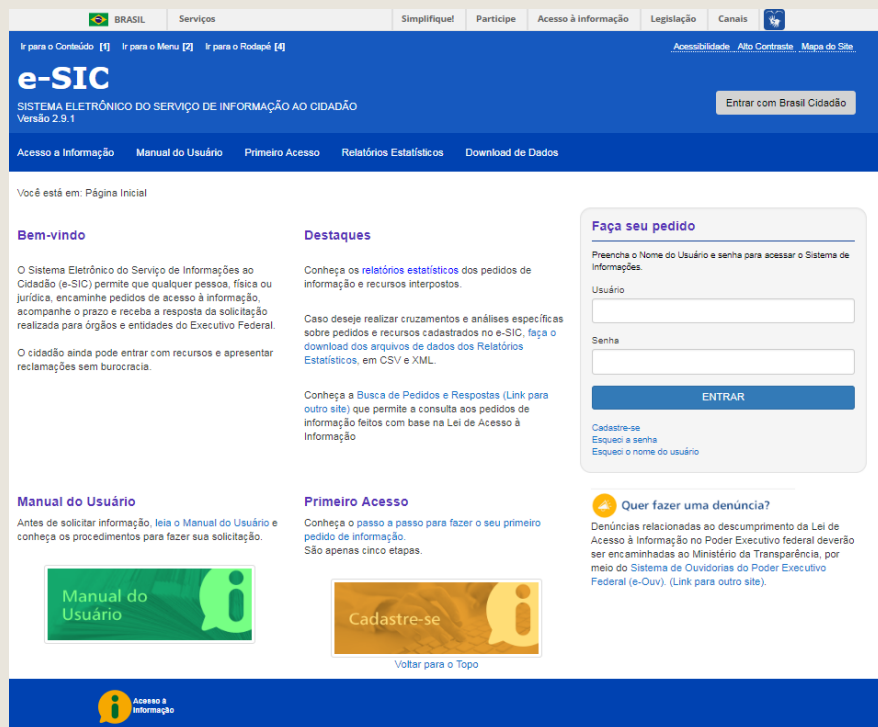 BRASIL Serviços Simplifique! Participe Acesso à informação Legislação Canais
Ir para o Conteúdo [1] Ir para o Menu [2] Ir para o Rodapé [4] Acessibilidade Alto Contraste Mapa do Site
e-SIC
SISTEMA ELETRÔNICO DO SERVIÇO DE INFORMAÇÃO AO CIDADÃO
Versão 2.9.1
Entrar com Brasil Cidadão
Acesso a Informação Manual do Usuário Primeiro Acesso Relatórios Estatísticos Download de Dados
Você está em: Página Inicial
Bem-vindo
O Sistema Eletrônico do Serviço de Informações ao
Cidadão (e-SIC) permite que qualquer pessoa, física ou
jurídica, encaminhe pedidos de acesso à informação,
acompanhe o prazo e receba a resposta da solicitação
realizada para órgãos e entidades do Executivo Federal.
O cidadão ainda pode entrar com recursos e apresentar
reclamações sem burocracia.
Destaques
Conheça os relatórios estatísticos dos pedidos de
informação e recursos interpostos.
Caso deseje realizar cruzamentos e análises específicas
sobre pedidos e recursos cadastrados no e-SIC, faça o
download dos arquivos de dados dos Relatórios
Estatísticos, em CSV e XML.
Conheça a Busca de Pedidos e Respostas (Link para
outro site) que permite a consulta aos pedidos de
informação feitos com base na Lei de Acesso à
Informação
Faça seu pedido
Preencha o Nome do Usuário e senha para acessar o Sistema de
Informações.
Usuário
Senha
ENTRAR
Cadastre-se
Esqueci a senha
Esqueci o nome do usuário
Manual do Usuário
Antes de solicitar informação, leia o Manual do Usuário e
conheça os procedimentos para fazer sua solicitação.
Manual do
Usuário
Primeiro Acesso
Conheça o passo a passo para fazer o seu primeiro
pedido de informação.
São apenas cinco etapas.
Cadastre-se
Voltar para o Topo
Quer fazer uma denúncia?
Denúncias relacionadas ao descumprimento da Lei de
Acesso à Informação no Poder Executivo federal deverão
ser encaminhadas ao Ministério da Transparência, por
meio do Sistema de Ouvidorias do Poder Executivo
Federal (e-Ouv). (Link para outro site).
Acesso à
Informação